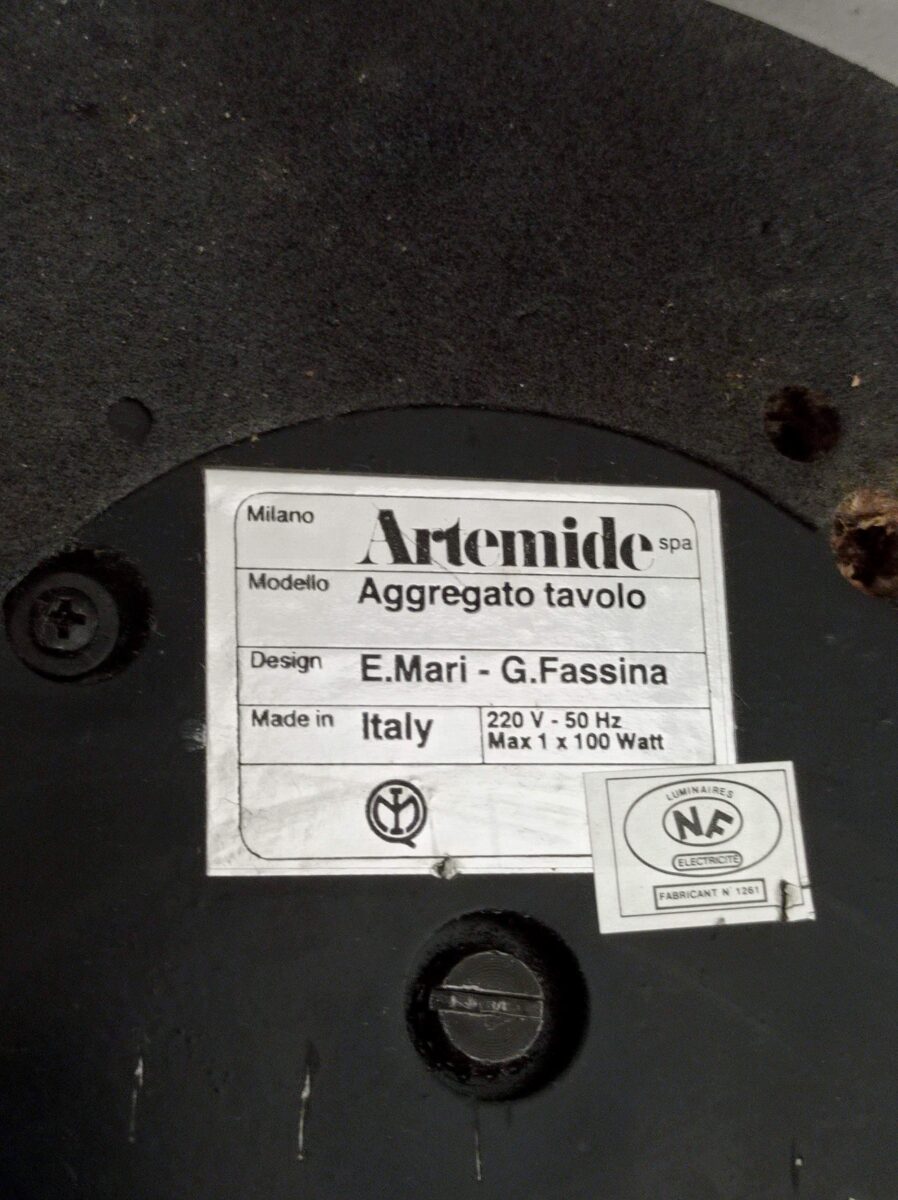 Milano Artemide spa
Modello Aggregato tavolo
Design E.Mari - G.Fassina
Made in Italy 220 V - 50 Hz
Max 1 x 100 Watt
LUMINAIRES
NF
ELECTRICITÉ
FABRICANT N° 1261